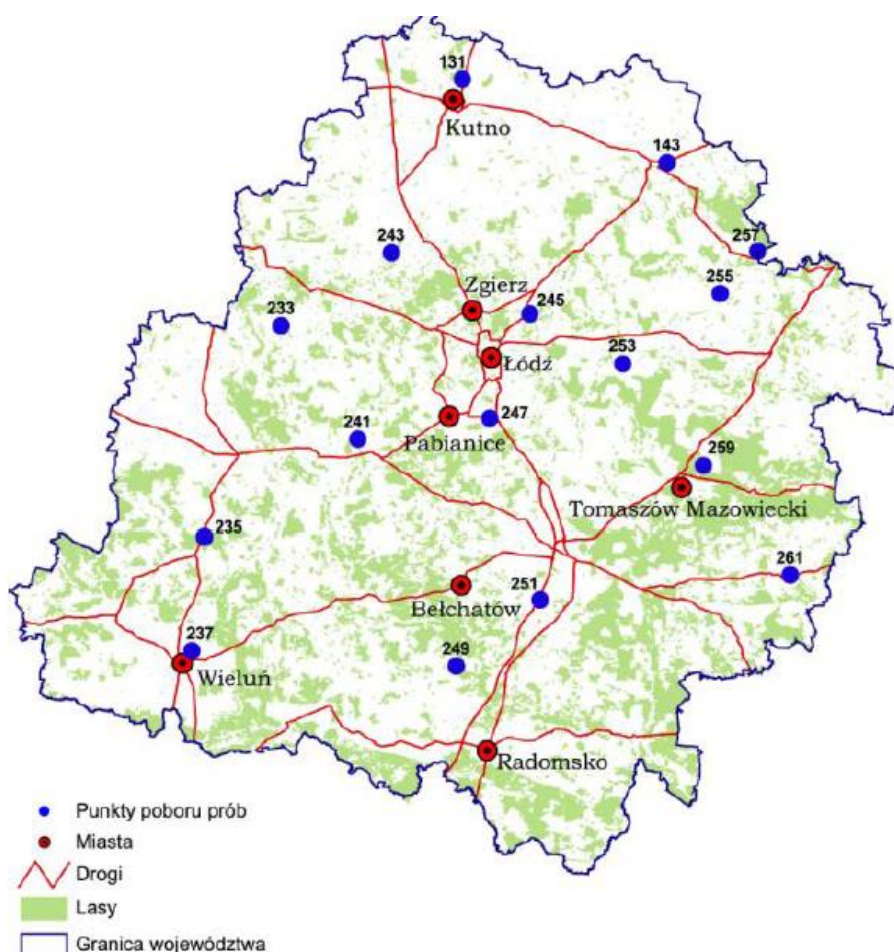 131
Kutno
143
243
257
255
Zgierz
245
233
253
Łódź
247
241
Pabianice
259
Tomaszów Mazowiecki
235
261
251
Bełchatów
237
249
Wieluń
Radomsko
Punkty poboru prób
Miasta
Drogi
Lasy
Granica województwa